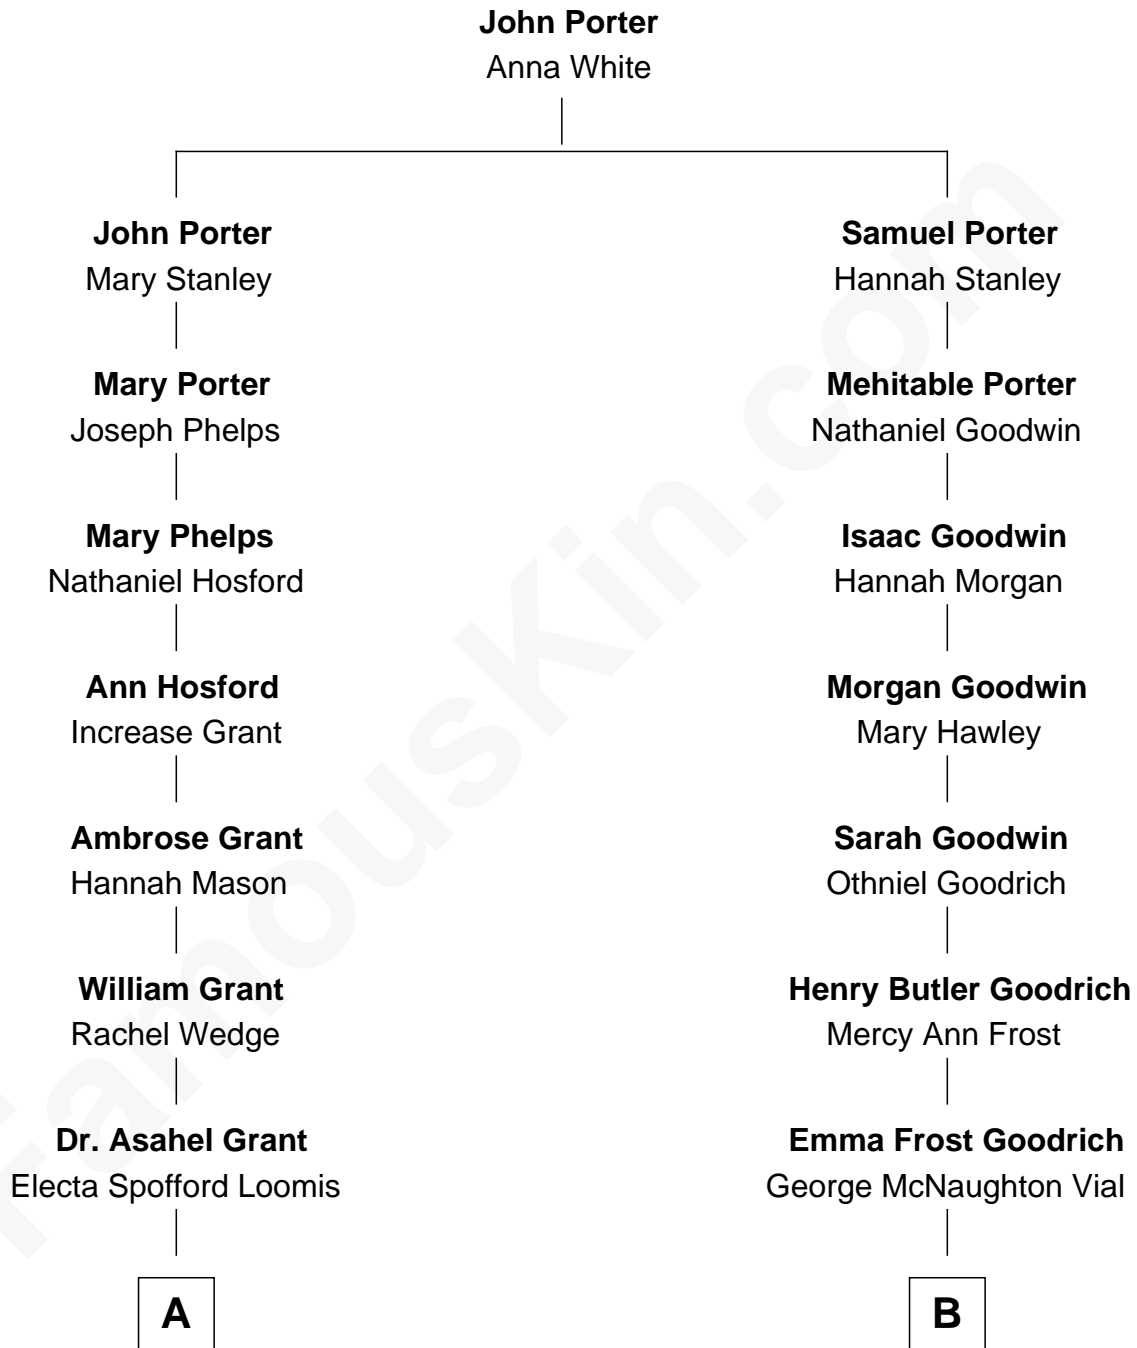 John Porter
Anna White
John Porter
Mary Stanley
Samuel Porter
Hannah Stanley
Mary Porter
Joseph Phelps
Mehitable Porter
Nathaniel Goodwin
Mary Phelps
Nathaniel Hosford
Isaac Goodwin
Hannah Morgan
Ann Hosford
Increase Grant
Morgan Goodwin
Mary Hawley
Ambrose Grant
Hannah Mason
Sarah Goodwin
Othniel Goodrich
William Grant
Rachel Wedge
Henry Butler Goodrich
Mercy Ann Frost
Dr. Asahel Grant
Electa Spofford Loomis
Emma Frost Goodrich
George McNaughton Vial
A
B
FamousKin.com